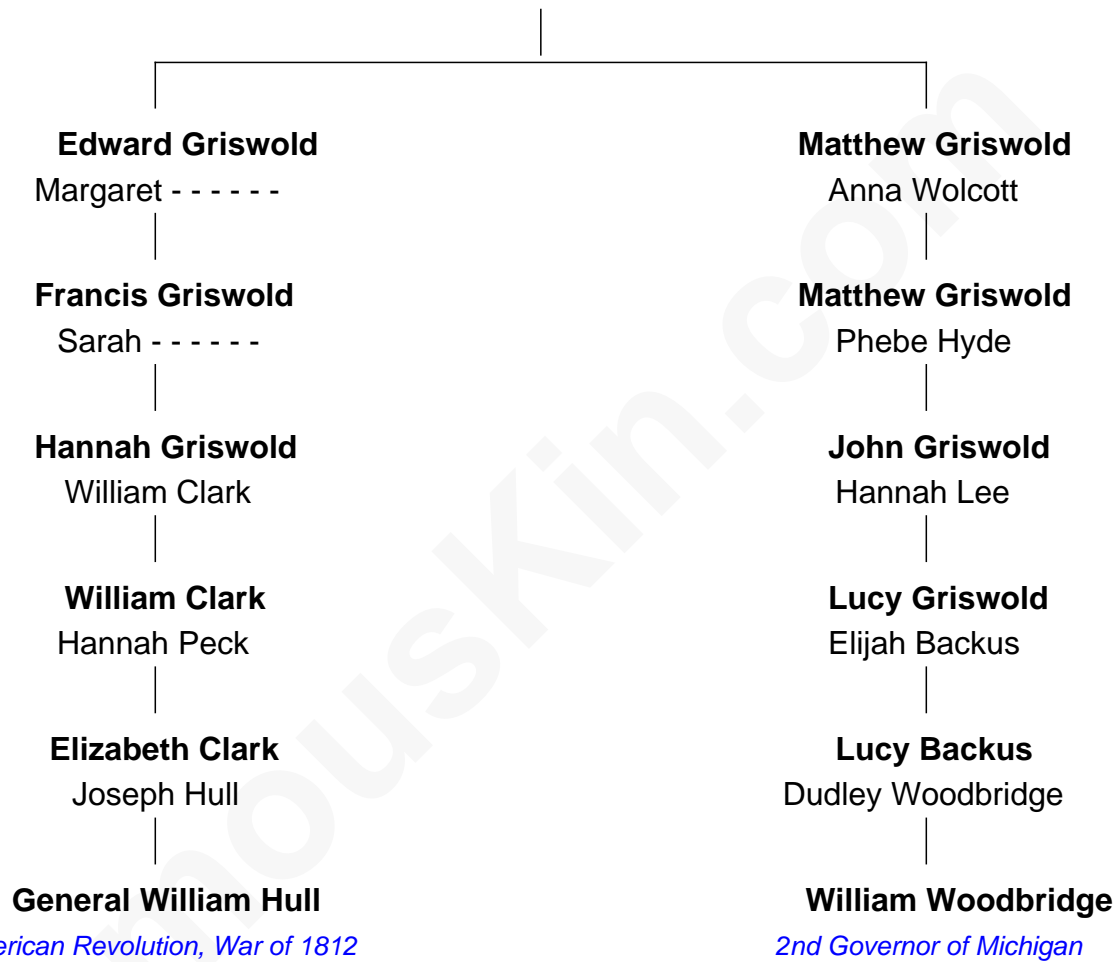 Edward Griswold
Margaret - - - - - -
Francis Griswold
Sarah - - - - - -
Hannah Griswold
William Clark
William Clark
Hannah Peck
Elizabeth Clark
Joseph Hull
General William Hull
erican Revolution, War of 1812
Matthew Griswold
Anna Wolcott
Matthew Griswold
Phebe Hyde
John Griswold
Hannah Lee
Lucy Griswold
Elijah Backus
Lucy Backus
Dudley Woodbridge
William Woodbridge
2nd Governor of Michigan
mousKin.com